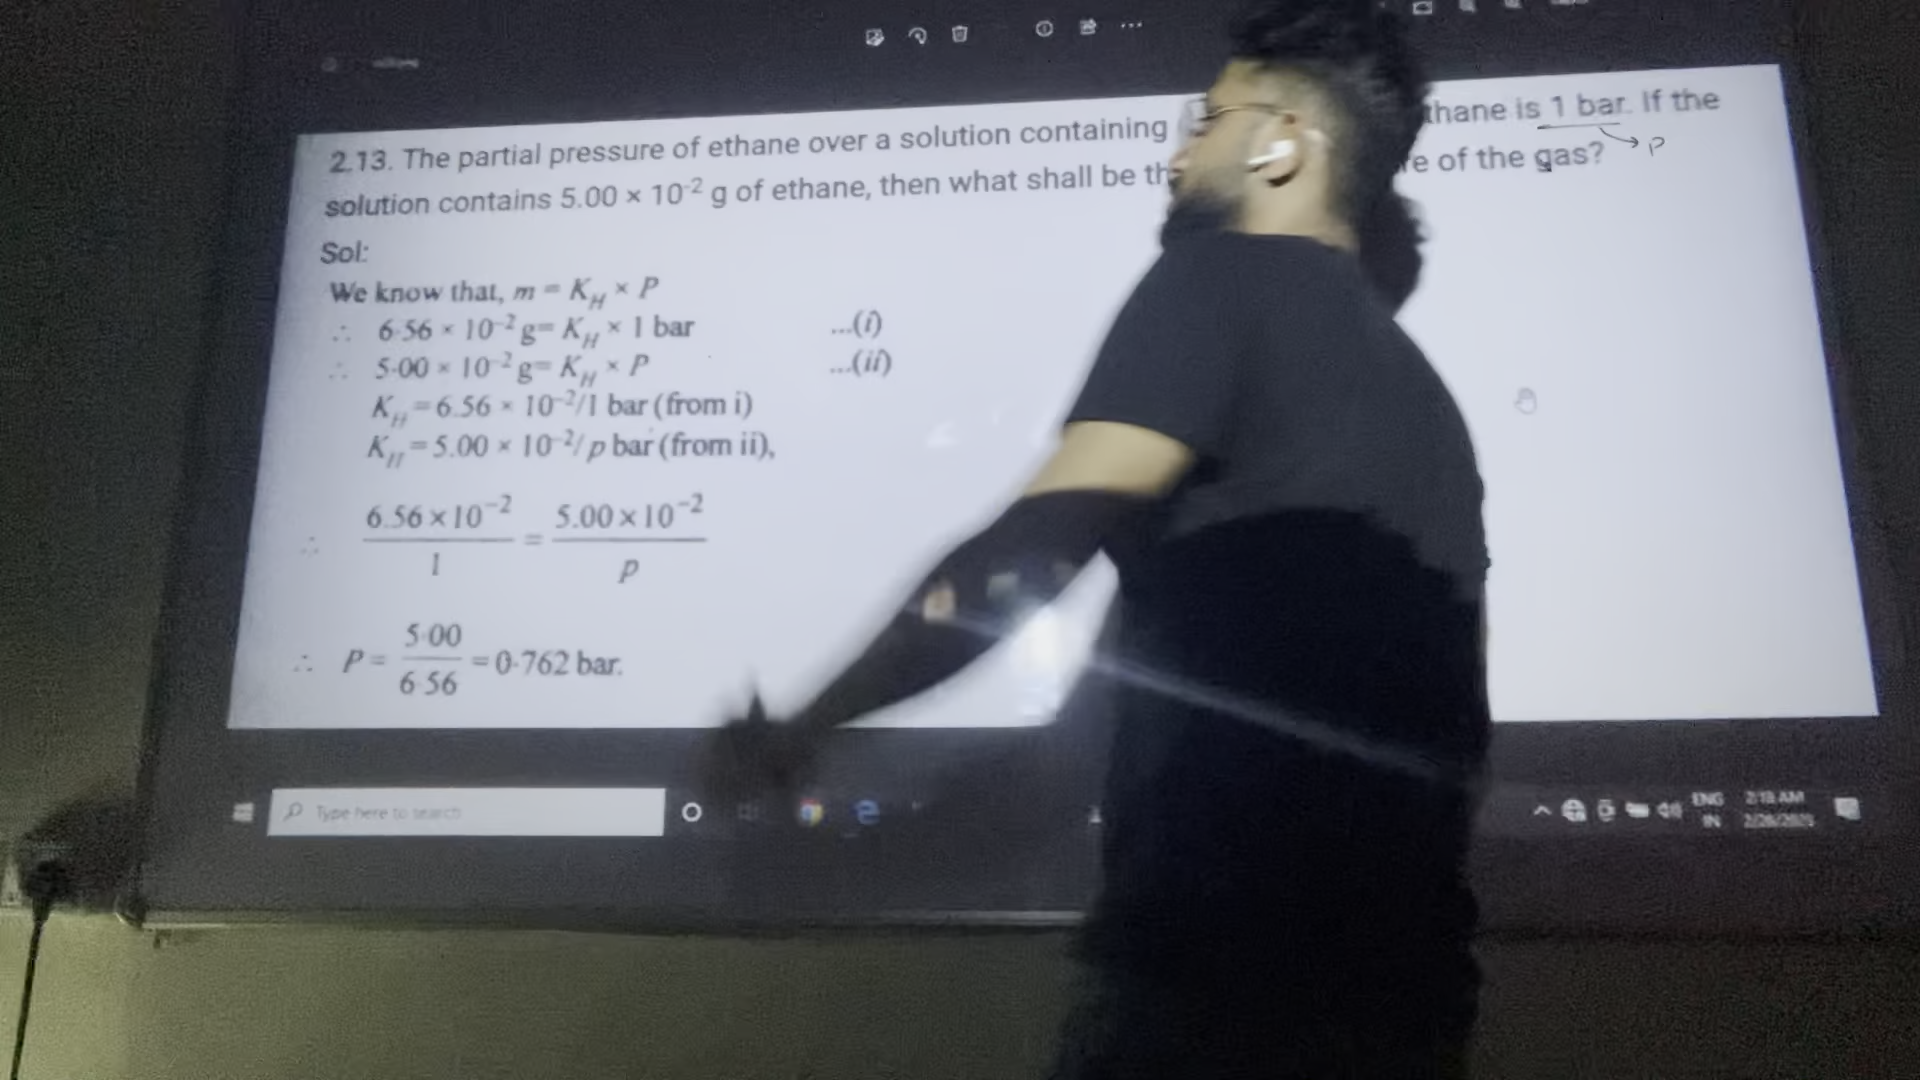 2.13. The partial pressure of ethane over a solution containing thane is 1 bar. If the
P
solution contains 5.00 × 10⁻² g of ethane, then what shall be th e of the gas?
Sol:
We know that, m = K_H × P
∴ 6·56 × 10⁻² g= K_H × 1 bar ...(i)
∴ 5·00 × 10⁻² g= K_H × P ...(ii)
K_H = 6.56 × 10⁻²/1 bar (from i)
K_H = 5.00 × 10⁻²/p bar (from ii),
∴ 6.56×10⁻²/1 = 5.00×10⁻²/P
∴ P = 5·00/6·56 = 0·762 bar.
Type here to search
ENG 2:13 AM
IN